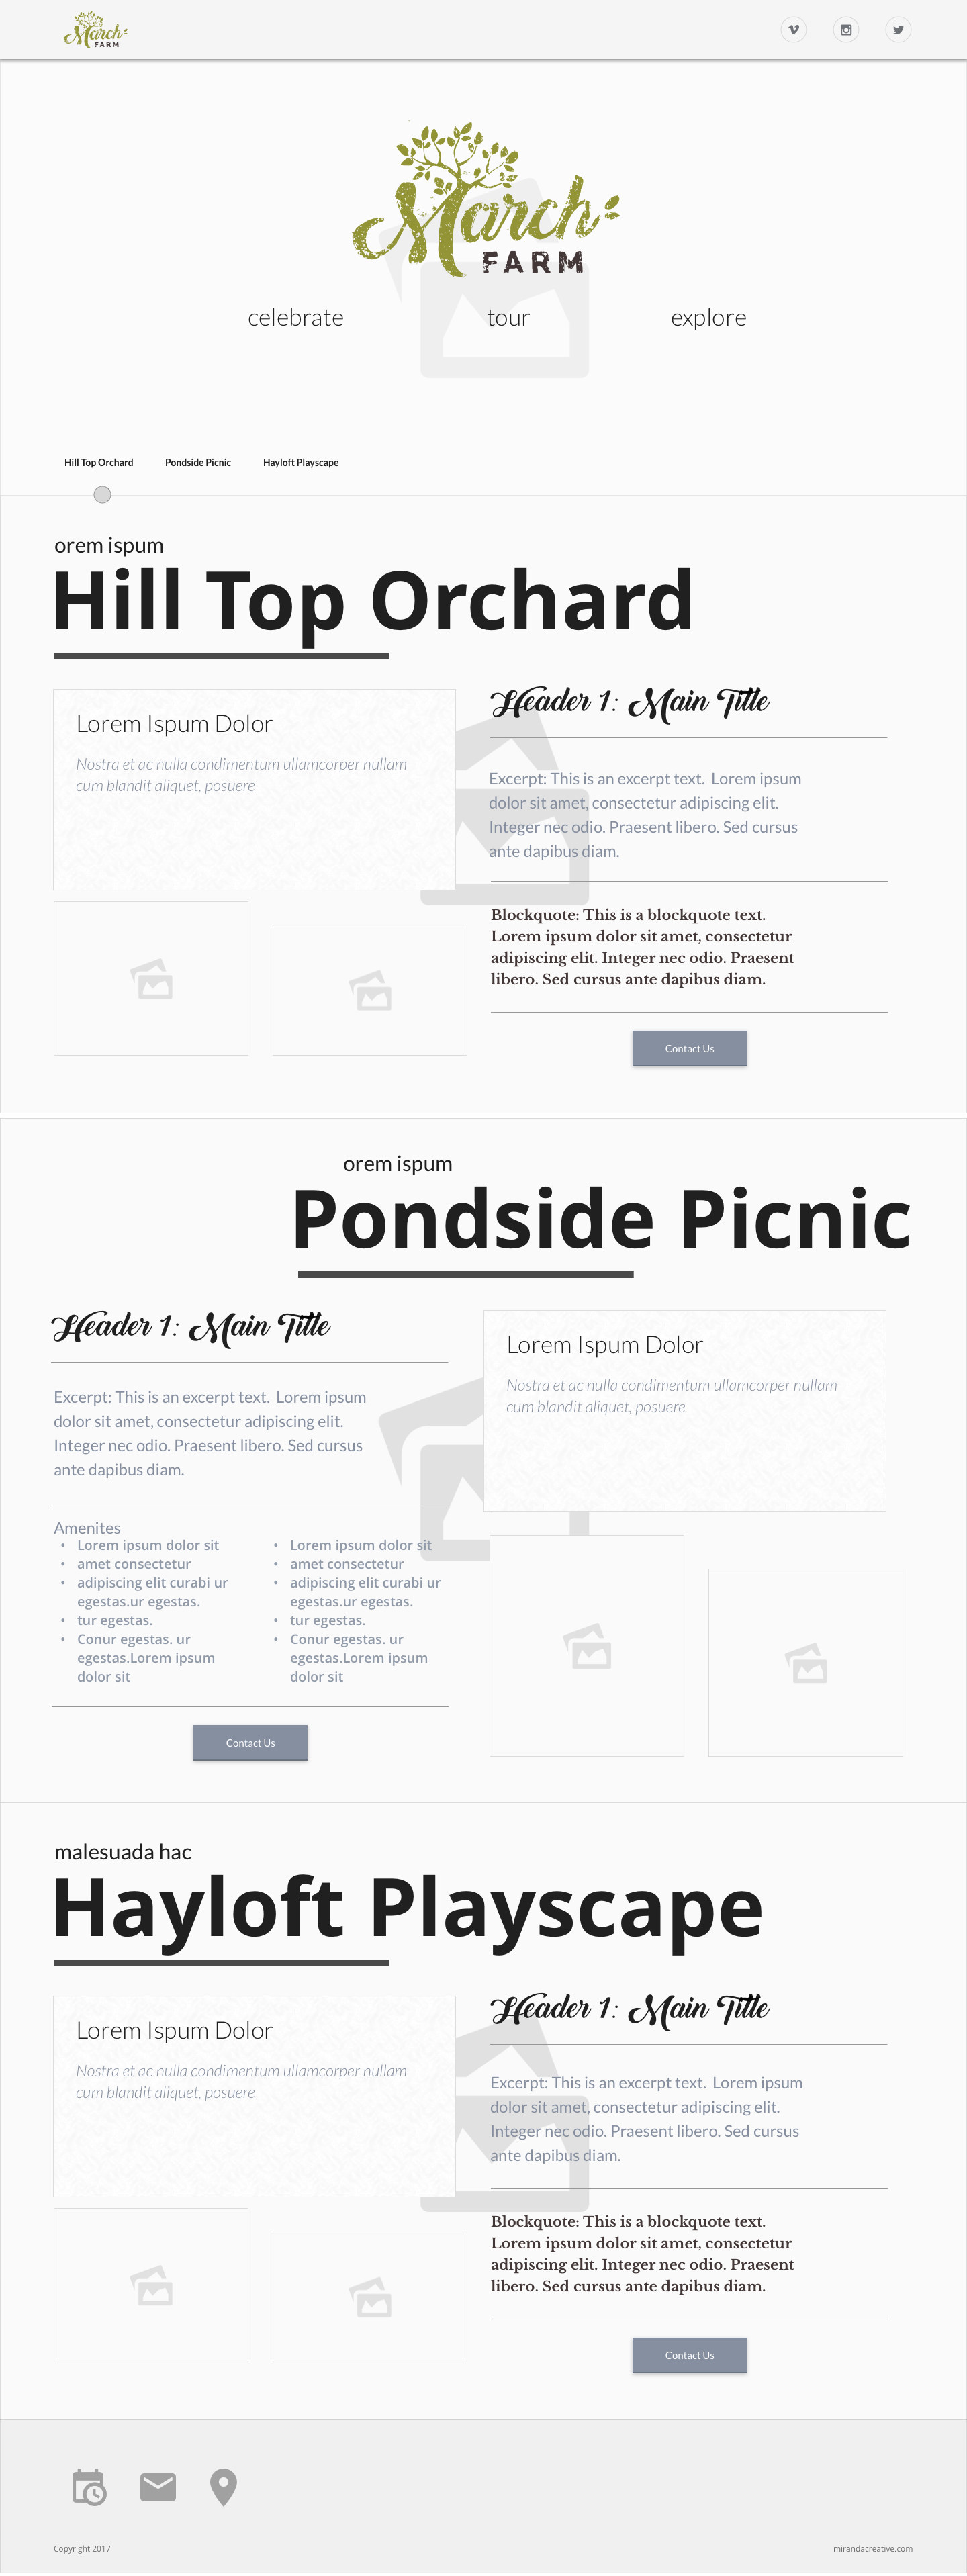 March
FARM
March
FARM
celebrate tour explore
Hill Top Orchard Pondside Picnic Hayloft Playscape
orem ispum
Hill Top Orchard
Lorem Ispum Dolor
Nostra et ac nulla condimentum ullamcorper nullam
cum blandit aliquet, posuere
Header 1: Main Title
Excerpt: This is an excerpt text. Lorem ipsum
dolor sit amet, consectetur adipiscing elit.
Integer nec odio. Praesent libero. Sed cursus
ante dapibus diam.
Blockquote: This is a blockquote text.
Lorem ipsum dolor sit amet, consectetur
adipiscing elit. Integer nec odio. Praesent
libero. Sed cursus ante dapibus diam.
Contact Us
orem ispum
Pondside Picnic
Header 1: Main Title
Excerpt: This is an excerpt text. Lorem ipsum
dolor sit amet, consectetur adipiscing elit.
Integer nec odio. Praesent libero. Sed cursus
ante dapibus diam.
Amenites
• Lorem ipsum dolor sit
• amet consectetur
• adipiscing elit curabi ur
egestas.ur egestas.
• tur egestas.
• Conur egestas. ur
egestas.Lorem ipsum
dolor sit
• Lorem ipsum dolor sit
• amet consectetur
• adipiscing elit curabi ur
egestas.ur egestas.
• tur egestas.
• Conur egestas. ur
egestas.Lorem ipsum
dolor sit
Contact Us
Lorem Ispum Dolor
Nostra et ac nulla condimentum ullamcorper nullam
cum blandit aliquet, posuere
malesuada hac
Hayloft Playscape
Lorem Ispum Dolor
Nostra et ac nulla condimentum ullamcorper nullam
cum blandit aliquet, posuere
Header 1: Main Title
Excerpt: This is an excerpt text. Lorem ipsum
dolor sit amet, consectetur adipiscing elit.
Integer nec odio. Praesent libero. Sed cursus
ante dapibus diam.
Blockquote: This is a blockquote text.
Lorem ipsum dolor sit amet, consectetur
adipiscing elit. Integer nec odio. Praesent
libero. Sed cursus ante dapibus diam.
Contact Us
Copyright 2017 mirandacreative.com